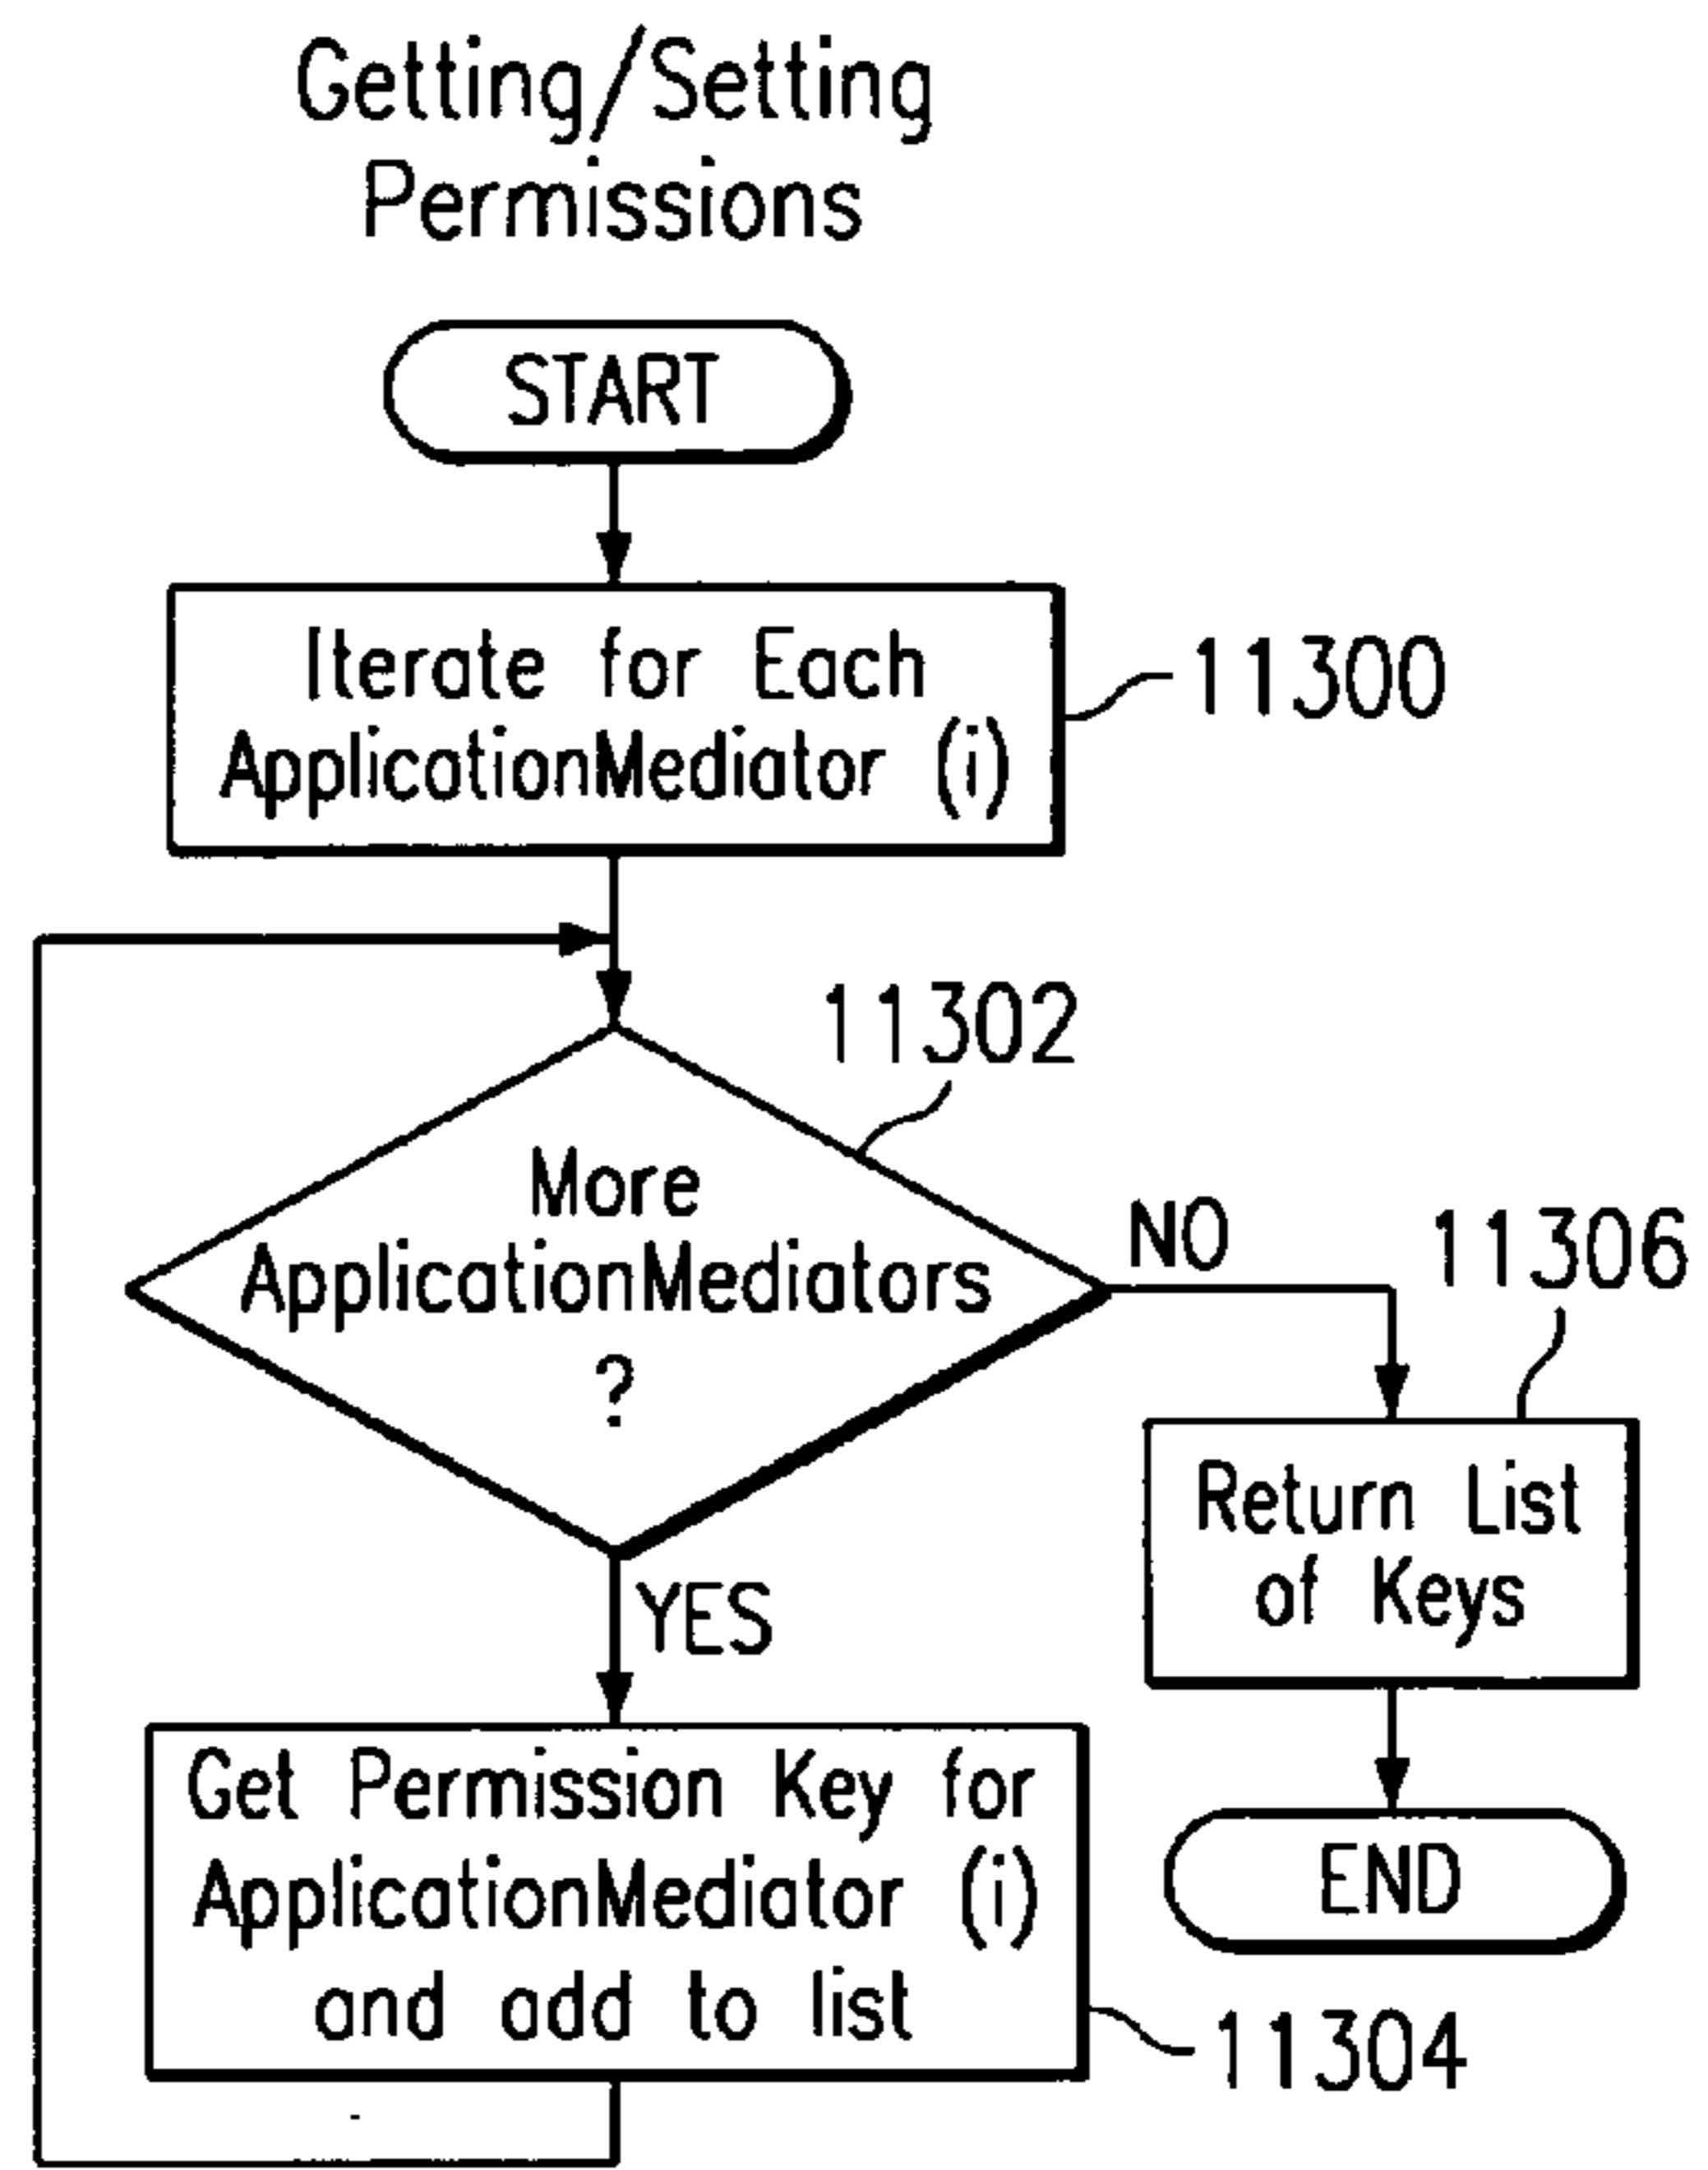 Getting/Setting
Permissions
START
Iterate for Each
ApplicationMediator (i)
11300
11302
More
ApplicationMediators
?
NO
11306
Return List
of Keys
YES
Get Permission Key for
ApplicationMediator (i)
and add to list
END
11304